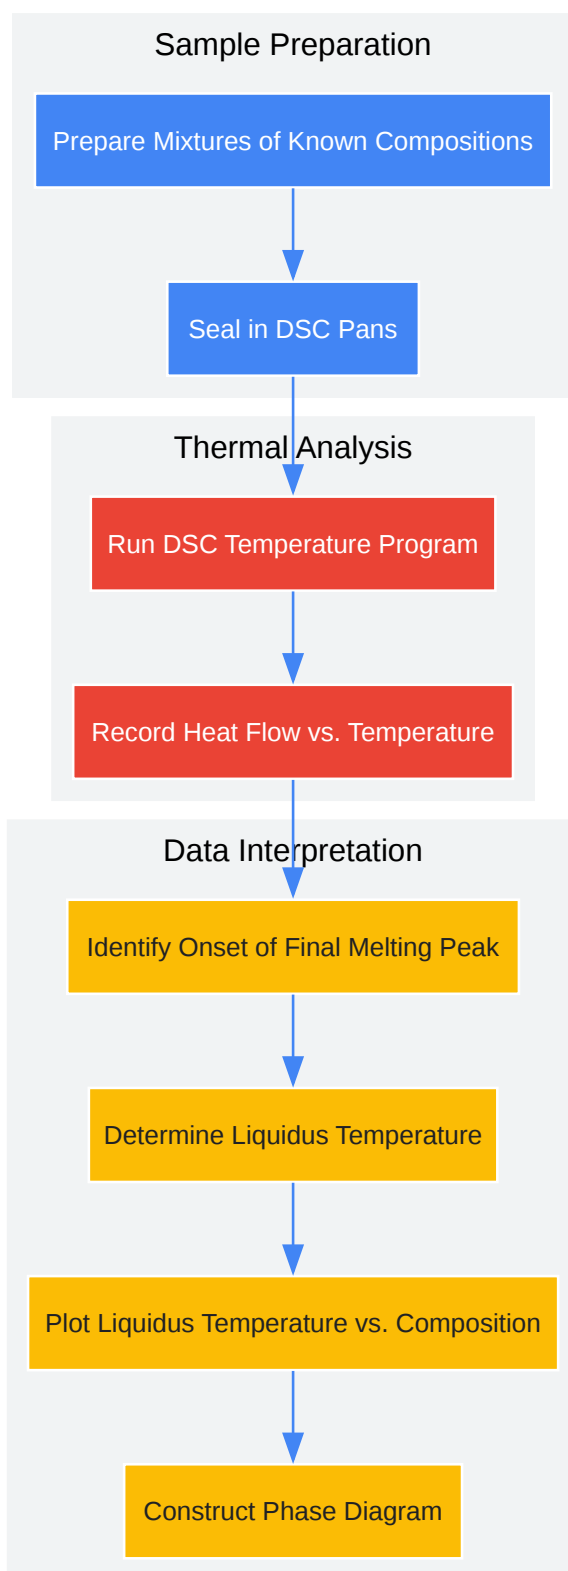 Sample Preparation
Prepare Mixtures of Known Compositions
Seal in DSC Pans
Thermal Analysis
Run DSC Temperature Program
Record Heat Flow vs. Temperature
Data Interpretation
Identify Onset of Final Melting Peak
Determine Liquidus Temperature
Plot Liquidus Temperature vs. Composition
Construct Phase Diagram